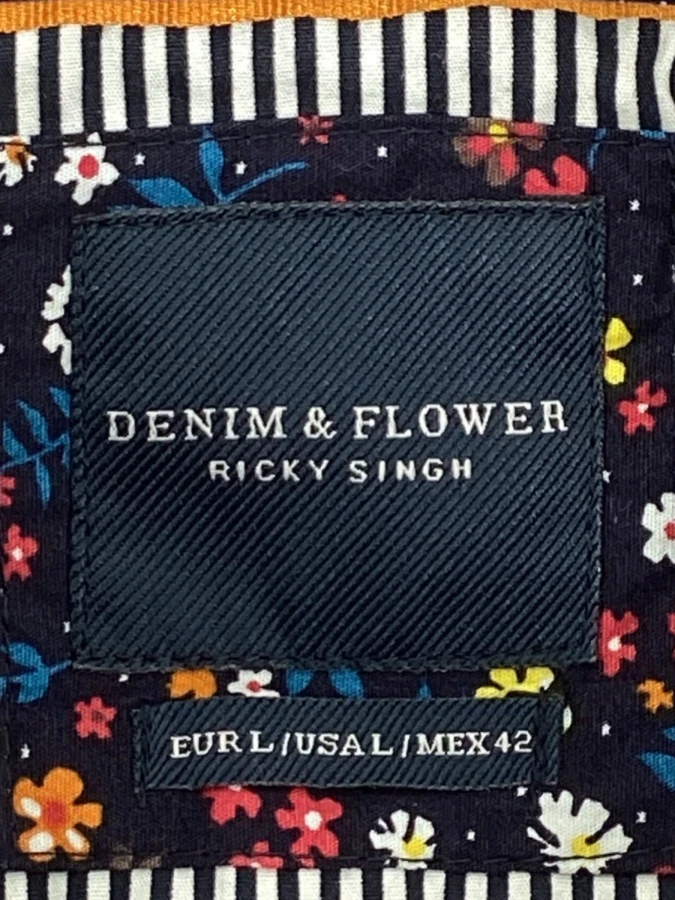 DENIM & FLOWER
RICKY SINGH
EUR L/USA L/MEX 42